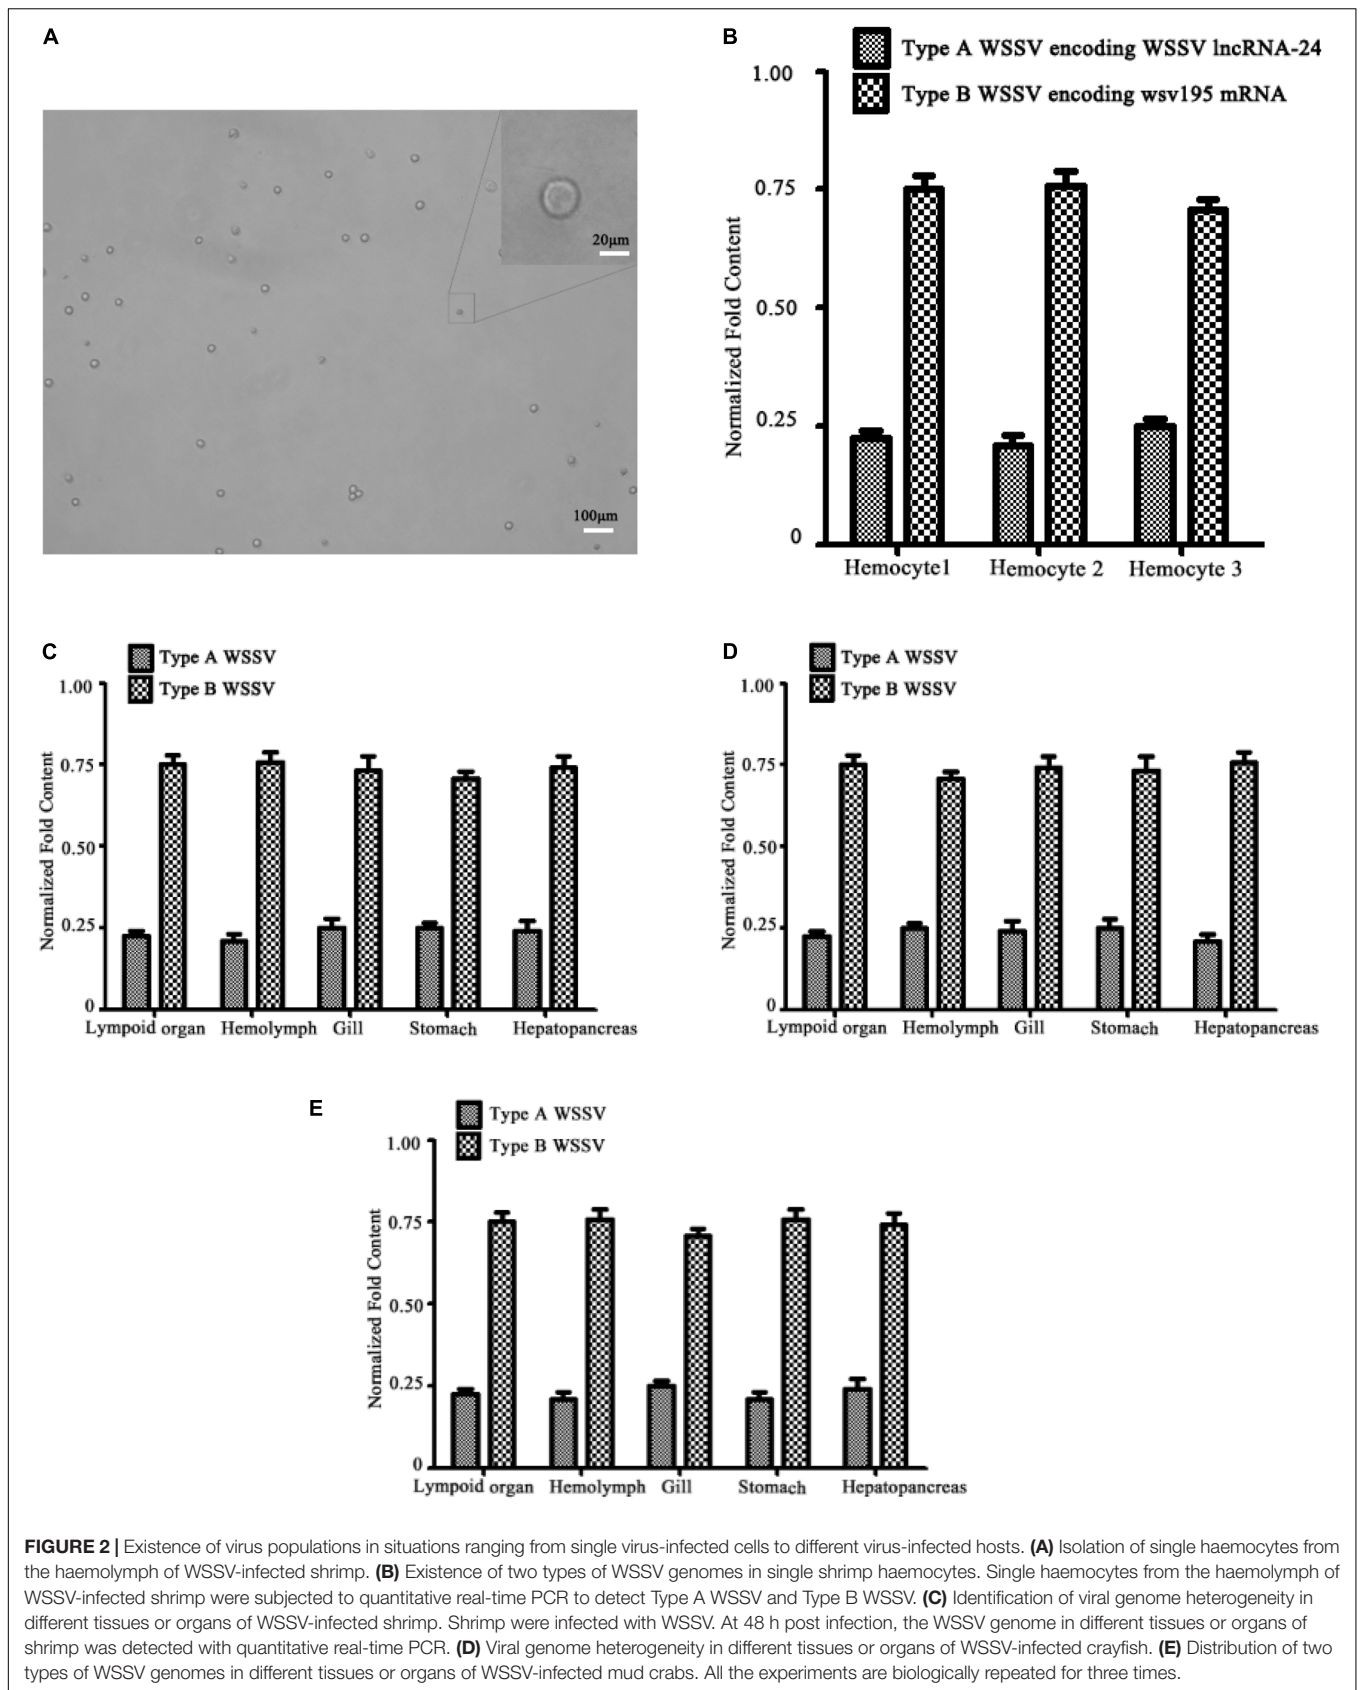 A
20μm
100μm
B
Type A WSSV encoding WSSV lncRNA-24
Type B WSSV encoding wsv195 mRNA
1.00
0.75
0.50
0.25
0
Normalized Fold Content
Hemocyte1
Hemocyte 2
Hemocyte 3
C
Type A WSSV
Type B WSSV
1.00
0.75
0.50
0.25
0
Normalized Fold Content
Lympoid organ
Hemolymph
Gill
Stomach
Hepatopancreas
D
Type A WSSV
Type B WSSV
1.00
0.75
0.50
0.25
0
Normalized Fold Content
Lympoid organ
Hemolymph
Gill
Stomach
Hepatopancreas
E
Type A WSSV
Type B WSSV
1.00
0.75
0.50
0.25
0
Normalized Fold Content
Lympoid organ
Hemolymph
Gill
Stomach
Hepatopancreas
FIGURE 2 | Existence of virus populations in situations ranging from single virus-infected cells to different virus-infected hosts. (A) Isolation of single haemocytes from
the haemolymph of WSSV-infected shrimp. (B) Existence of two types of WSSV genomes in single shrimp haemocytes. Single haemocytes from the haemolymph of
WSSV-infected shrimp were subjected to quantitative real-time PCR to detect Type A WSSV and Type B WSSV. (C) Identification of viral genome heterogeneity in
different tissues or organs of WSSV-infected shrimp. Shrimp were infected with WSSV. At 48 h post infection, the WSSV genome in different tissues or organs of
shrimp was detected with quantitative real-time PCR. (D) Viral genome heterogeneity in different tissues or organs of WSSV-infected crayfish. (E) Distribution of two
types of WSSV genomes in different tissues or organs of WSSV-infected mud crabs. All the experiments are biologically repeated for three times.